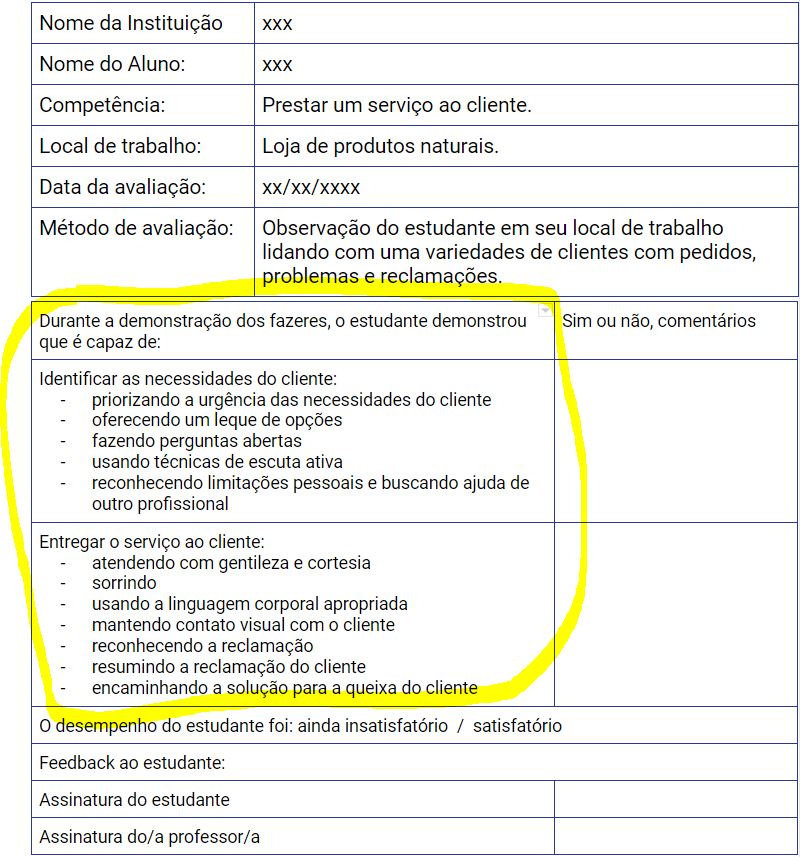 Nome da Instituição xxx
Nome do Aluno: xxx
Competência: Prestar um serviço ao cliente.
Local de trabalho: Loja de produtos naturais.
Data da avaliação: xx/xx/xxxx
Método de avaliação: Observação do estudante em seu local de trabalho
lidando com uma variedades de clientes com pedidos,
problemas e reclamações.
Durante a demonstração dos fazeres, o estudante demonstrou Sim ou não, comentários
que é capaz de:
Identificar as necessidades do cliente:
- priorizando a urgência das necessidades do cliente
- oferecendo um leque de opções
- fazendo perguntas abertas
- usando técnicas de escuta ativa
- reconhecendo limitações pessoais e buscando ajuda de
outro profissional
Entregar o serviço ao cliente:
- atendendo com gentileza e cortesia
- sorrindo
- usando a linguagem corporal apropriada
- mantendo contato visual com o cliente
- reconhecendo a reclamação
- resumindo a reclamação do cliente
- encaminhando a solução para a queixa do cliente
O desempenho do estudante foi: ainda insatisfatório / satisfatório
Feedback ao estudante:
Assinatura do estudante
Assinatura do/a professor/a